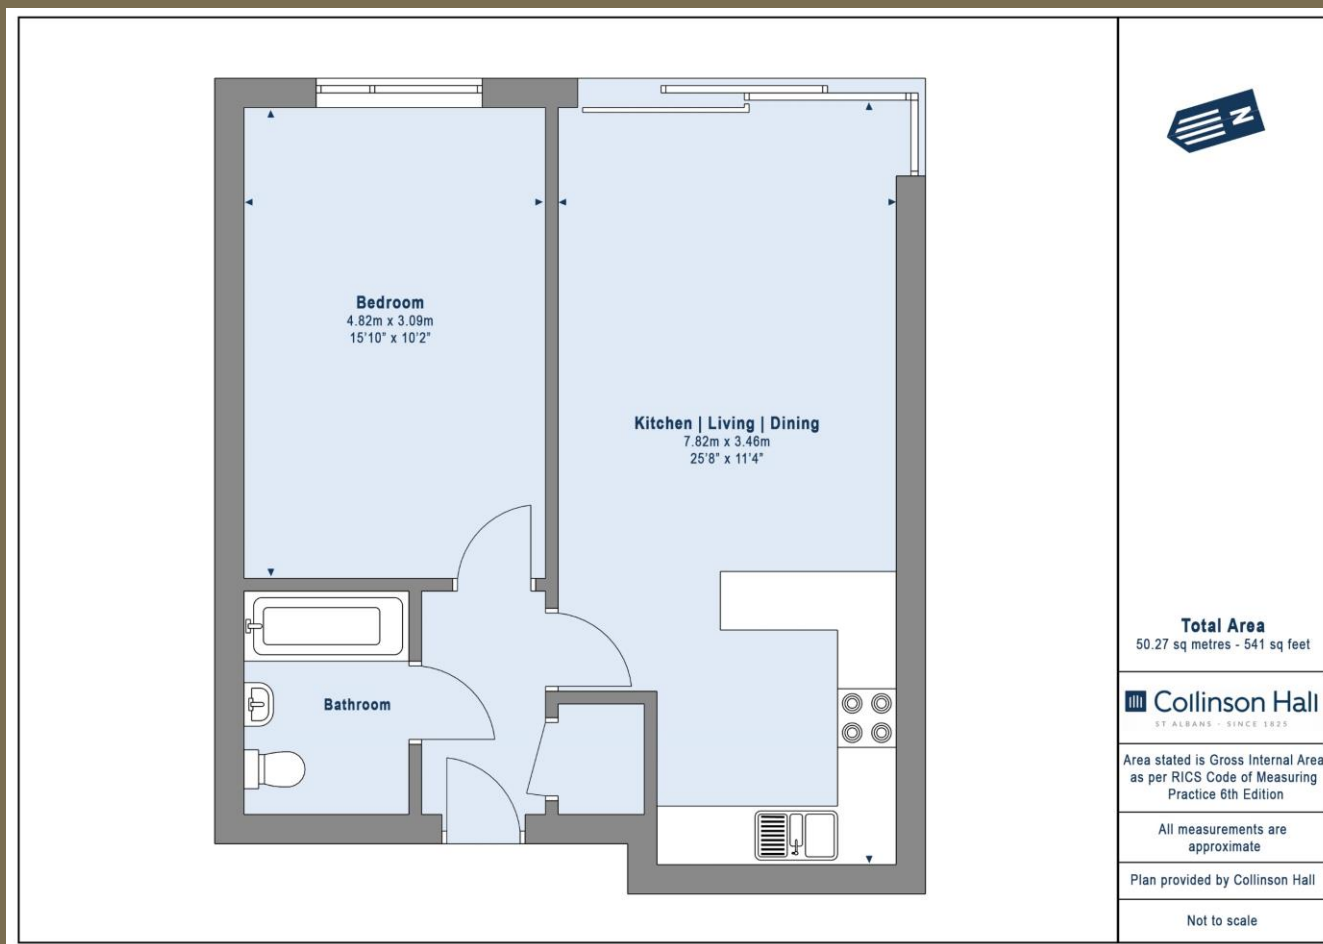 Bedroom
4.82m x 3.09m
15'10" x 10'2"
Kitchen | Living | Dining
7.82m x 3.46m
25'8" x 11'4"
Bathroom
N
Total Area
50.27 sq metres - 541 sq feet
Collinson Hall
ST ALBANS - SINCE 1825
Area stated is Gross Internal Area
as per RICS Code of Measuring
Practice 6th Edition
All measurements are
approximate
Plan provided by Collinson Hall
Not to scale